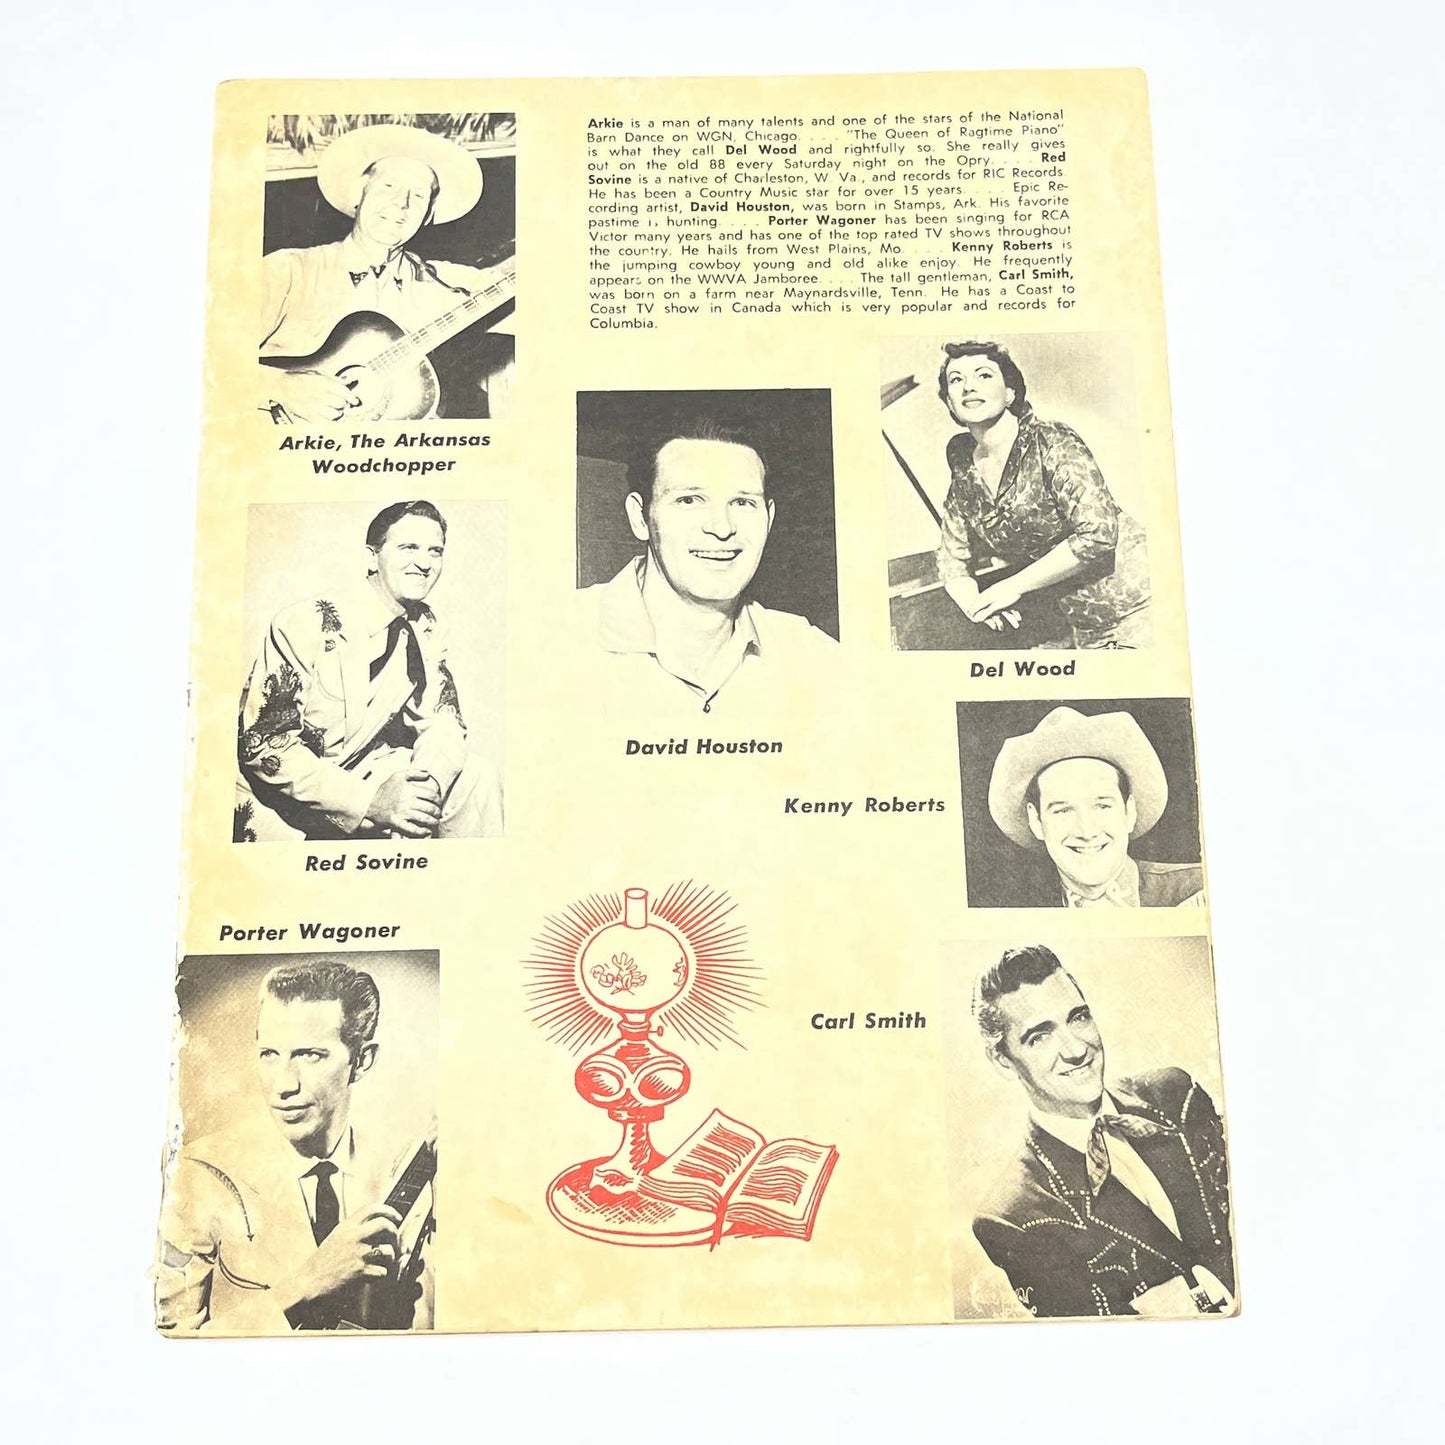 Arkie is a man of many talents and one of the stars of the National
Barn Dance on WGN, Chicago. . . . "The Queen of Ragtime Piano"
is what they call Del Wood and rightfully so. She really gives
out on the old 88 every Saturday night on the Opry. . . . Red
Sovine is a native of Charleston, W. Va., and records for RIC Records.
He has been a Country Music star for over 15 years. . . . Epic Re-
cording artist, David Houston, was born in Stamps, Ark. His favorite
pastime is hunting. . . . Porter Wagoner has been singing for RCA
Victor many years and has one of the top rated TV shows throughout
the country. He hails from West Plains, Mo. . . . Kenny Roberts is
the jumping cowboy young and old alike enjoy. He frequently
appears on the WWVA Jamboree. . . . The tall gentleman, Carl Smith,
was born on a farm near Maynardsville, Tenn. He has a Coast to
Coast TV show in Canada which is very popular and records for
Columbia.
Arkie, The Arkansas
Woodchopper
Del Wood
David Houston
Kenny Roberts
Red Sovine
Porter Wagoner
Carl Smith